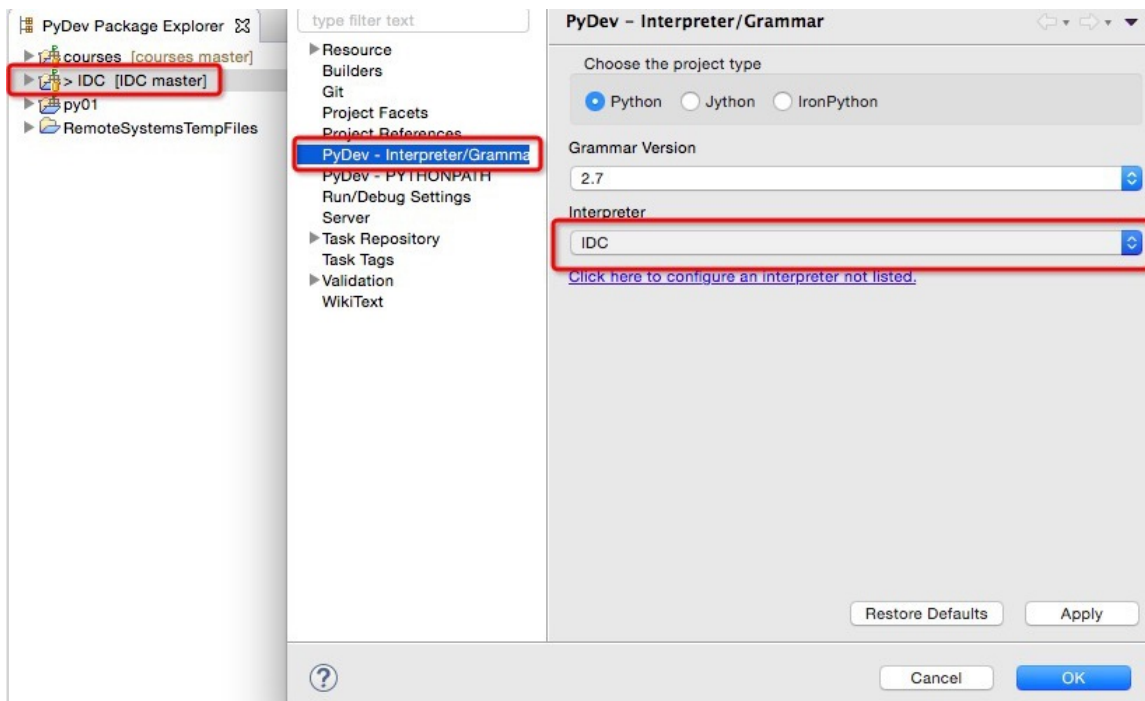 PyDev Package Explorer
courses [courses master]
> IDC [IDC master]
py01
RemoteSystemsTempFiles
type filter text
Resource
Builders
Git
Project Facets
Project References
PyDev - Interpreter/Gramma
PyDev - PYTHONPATH
Run/Debug Settings
Server
Task Repository
Task Tags
Validation
WikiText
PyDev - Interpreter/Grammar
Choose the project type
Python Jython IronPython
Grammar Version
2.7
Interpreter
IDC
Click here to configure an interpreter not listed.
Restore Defaults Apply
? Cancel OK